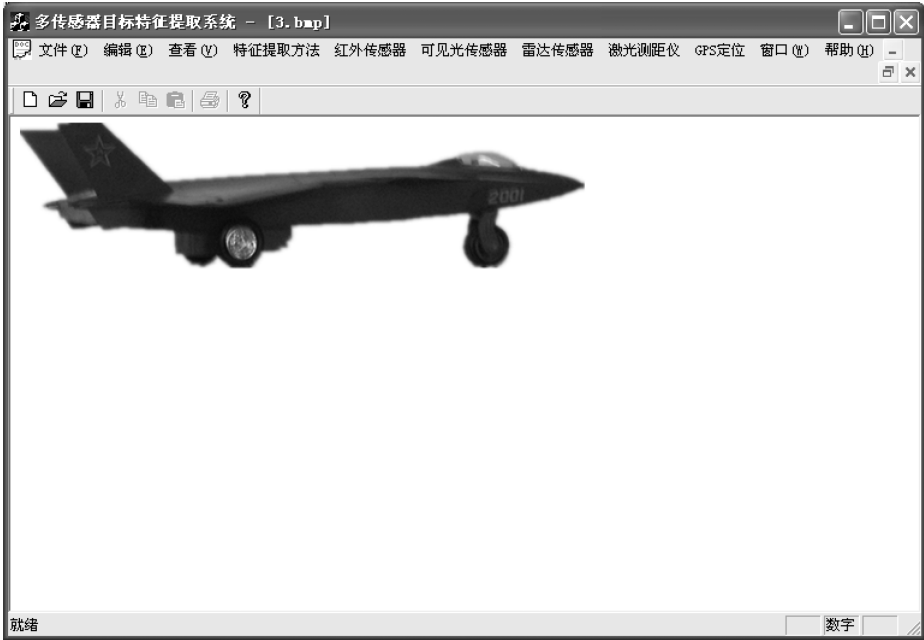 多传感器目标特征提取系统 - [3.bmp]
文件(F) 编辑(E) 查看(V) 特征提取方法 红外传感器 可见光传感器 雷达传感器 激光测距仪 GPS定位 窗口(W) 帮助(H)
2001
就绪 数字